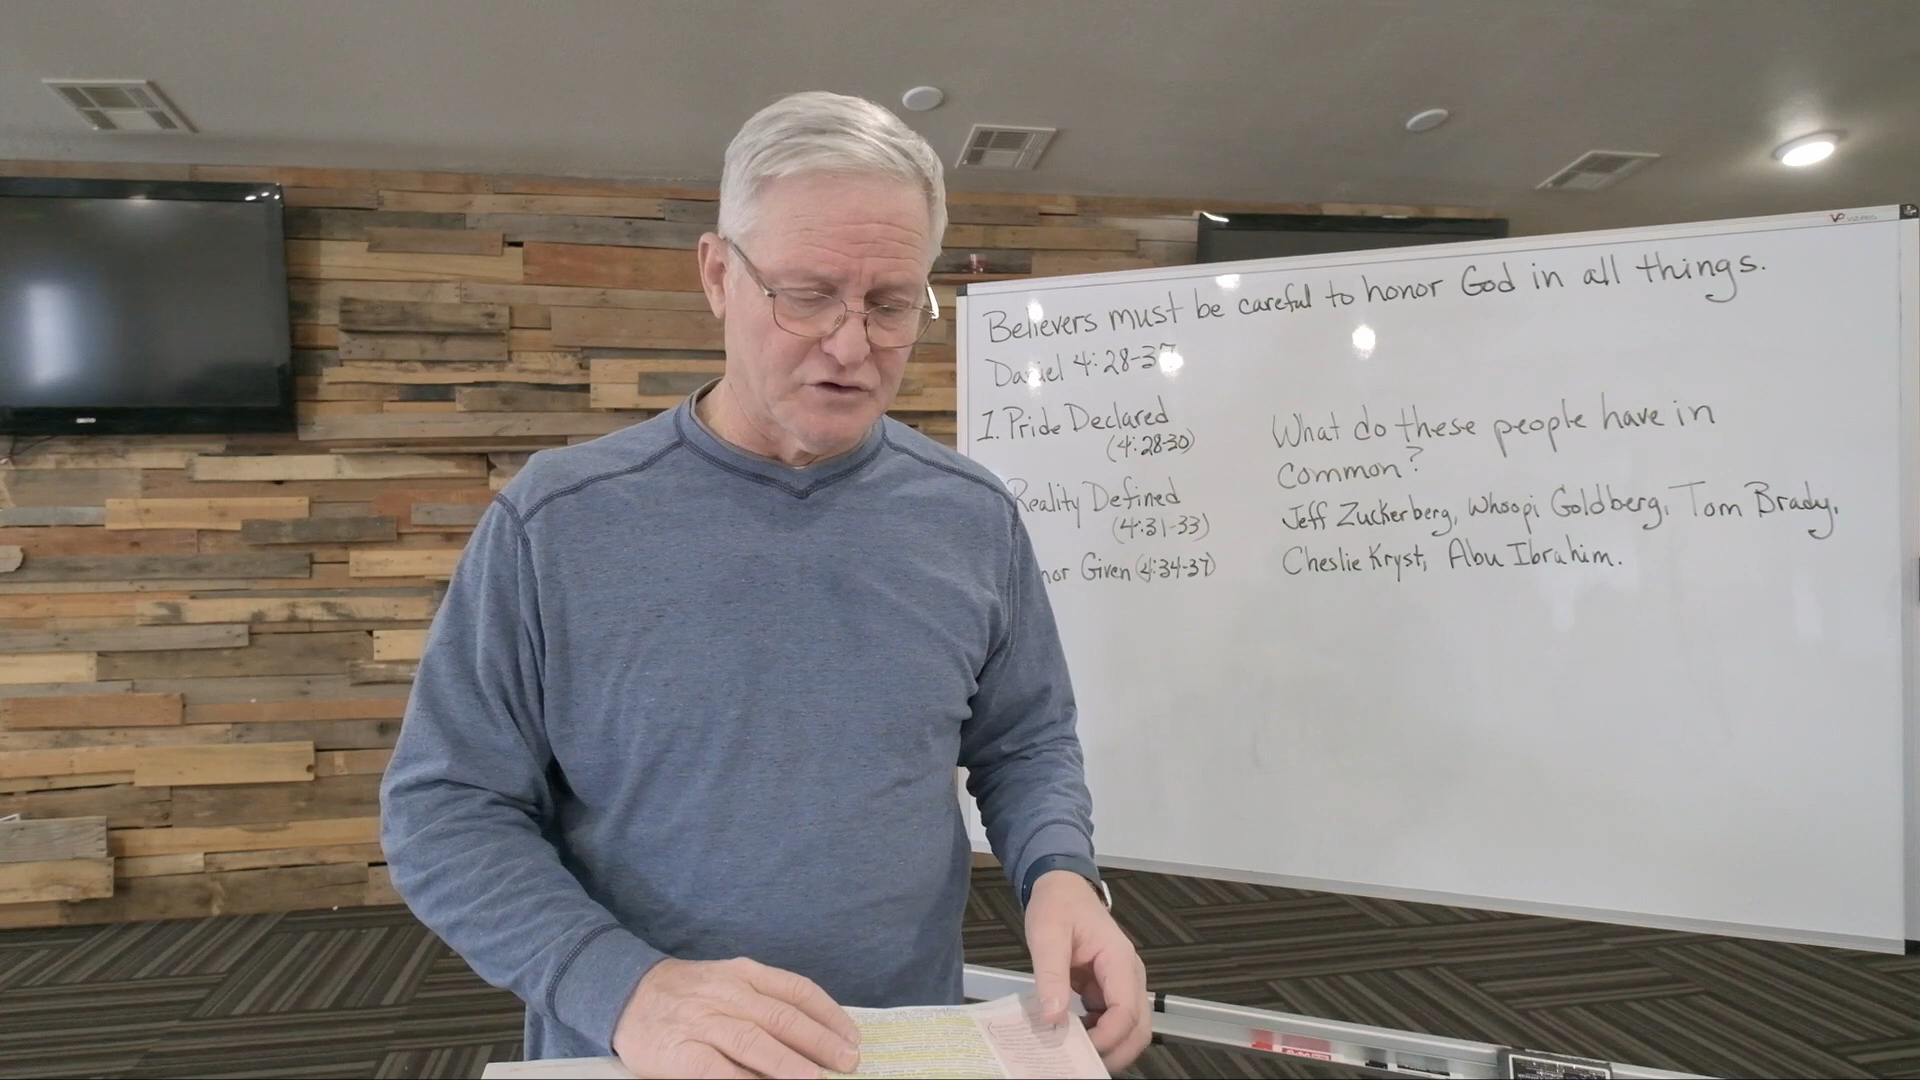 Believers must be careful to honor God in all things.
Daniel 4:28-37
1. Pride Declared
(4:28-30)
Reality Defined
(4:31-33)
nor Given (4:34-37)
What do these people have in
common?
Jeff Zuckerberg, Whoopi Goldberg, Tom Brady,
Cheslie Kryst, Abu Ibrahim.